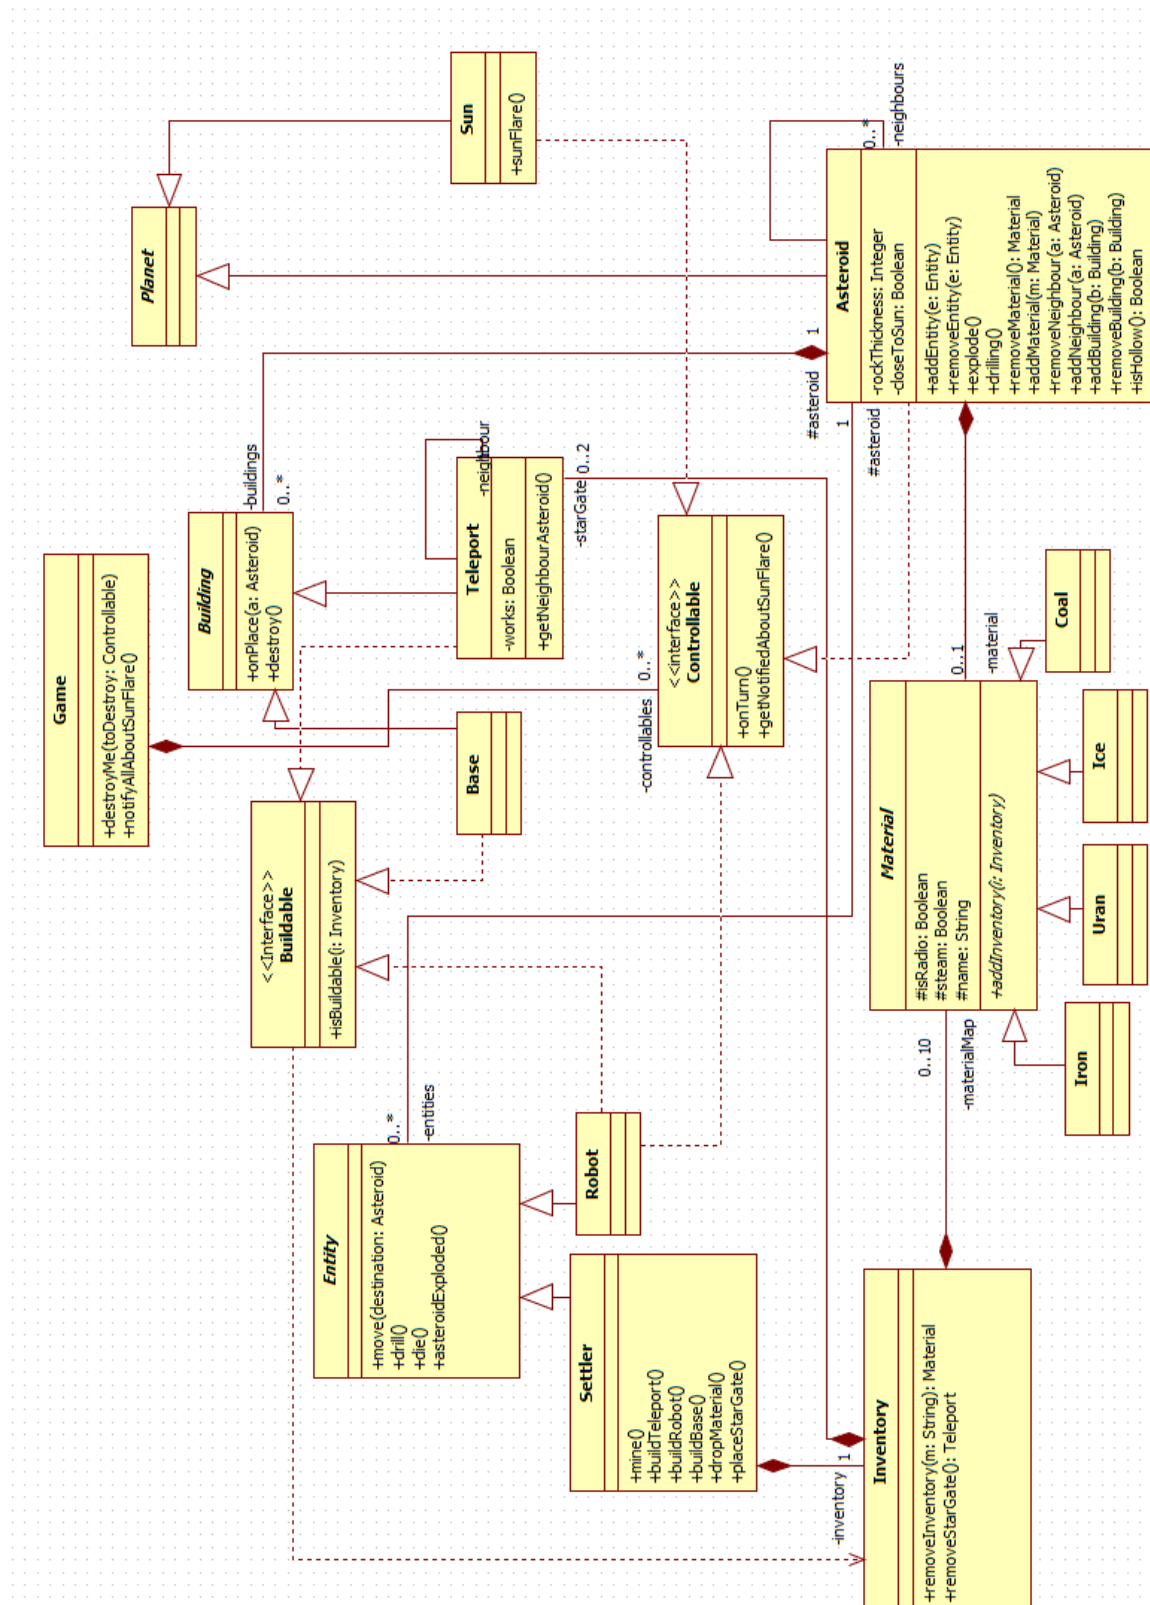 Game
+destroyMe(toDestroy: Controllable)
+notifyAllAboutSunFlare()
Planet
Sun
+sunFlare()
Building
+onPlace(a: Asteroid)
+destroy()
-buildings
0..*
<<Interface>>
Buildable
+isBuildable(i: Inventory)
Base
Teleport
-works: Boolean
+getNeighbourAsteroid()
-neighbour
-starGate
0..2
<<interface>>
Controllable
+onTurn()
+getNotifiedAboutSunFlare()
-controllables
0..*
Asteroid
-rockThickness: Integer
-closeToSun: Boolean
+addEntity(e: Entity)
+removeEntity(e: Entity)
+explode()
+drilling()
+removeMaterial(): Material
+addMaterial(m: Material)
+removeNeighbour(a: Asteroid)
+addNeighbour(a: Asteroid)
+addBuilding(b: Building)
+removeBuilding(b: Building)
+isHollow(): Boolean
0..*
-neighbours
#asteroid
1
#asteroid
1
Entity
+move(destination: Asteroid)
+drill()
+die()
+asteroidExploded()
0..*
-entities
Robot
Settler
+mine()
+buildTeleport()
+buildRobot()
+buildBase()
+dropMaterial()
+placeStarGate()
-inventory
1
Inventory
+removeInventory(m: String): Material
+removeStarGate(): Teleport
Material
#isRadio: Boolean
#steam: Boolean
#name: String
+addInventory(i: Inventory)
0..10
-materialMap
0..1
-material
Iron
Uran
Ice
Coal